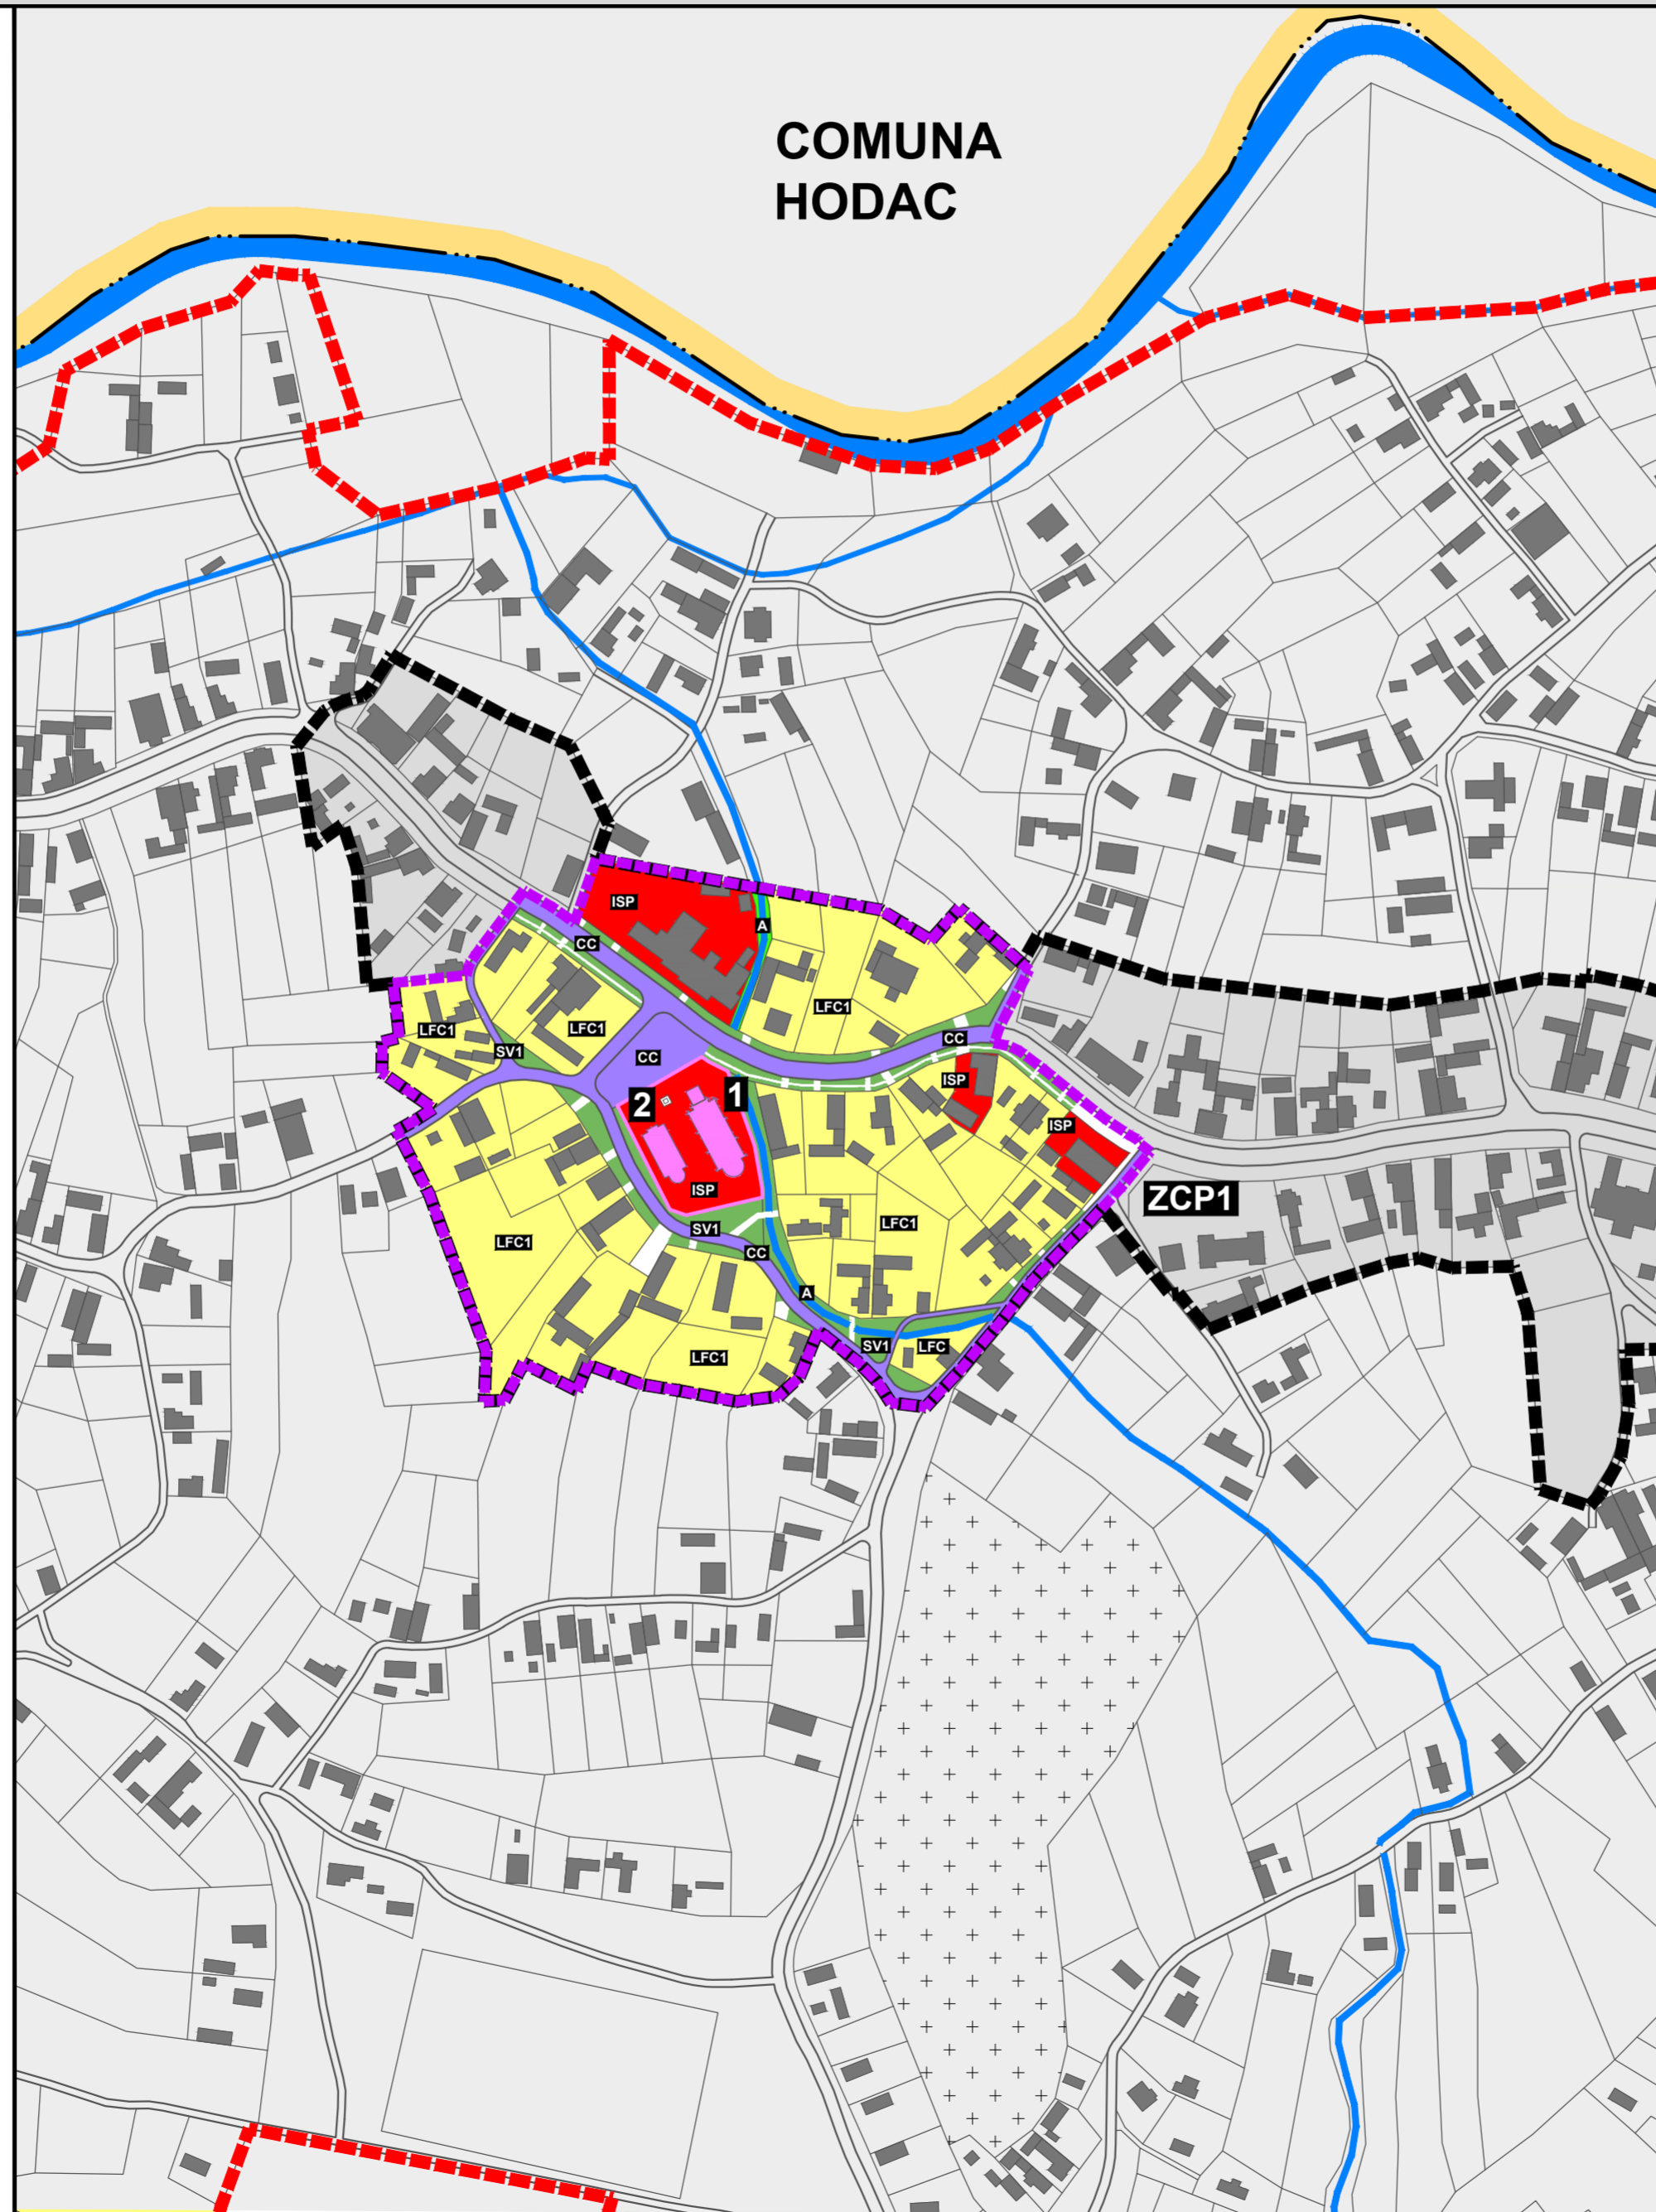 COMUNA
HODAC
ISP
A
CC
LFC1
LFC1
LFC1
CC
SV1
CC
ISP
1
2
ISP
ISP
ZCP1
LFC1
SV1
LFC1
CC
A
SV1
LFC
LFC1